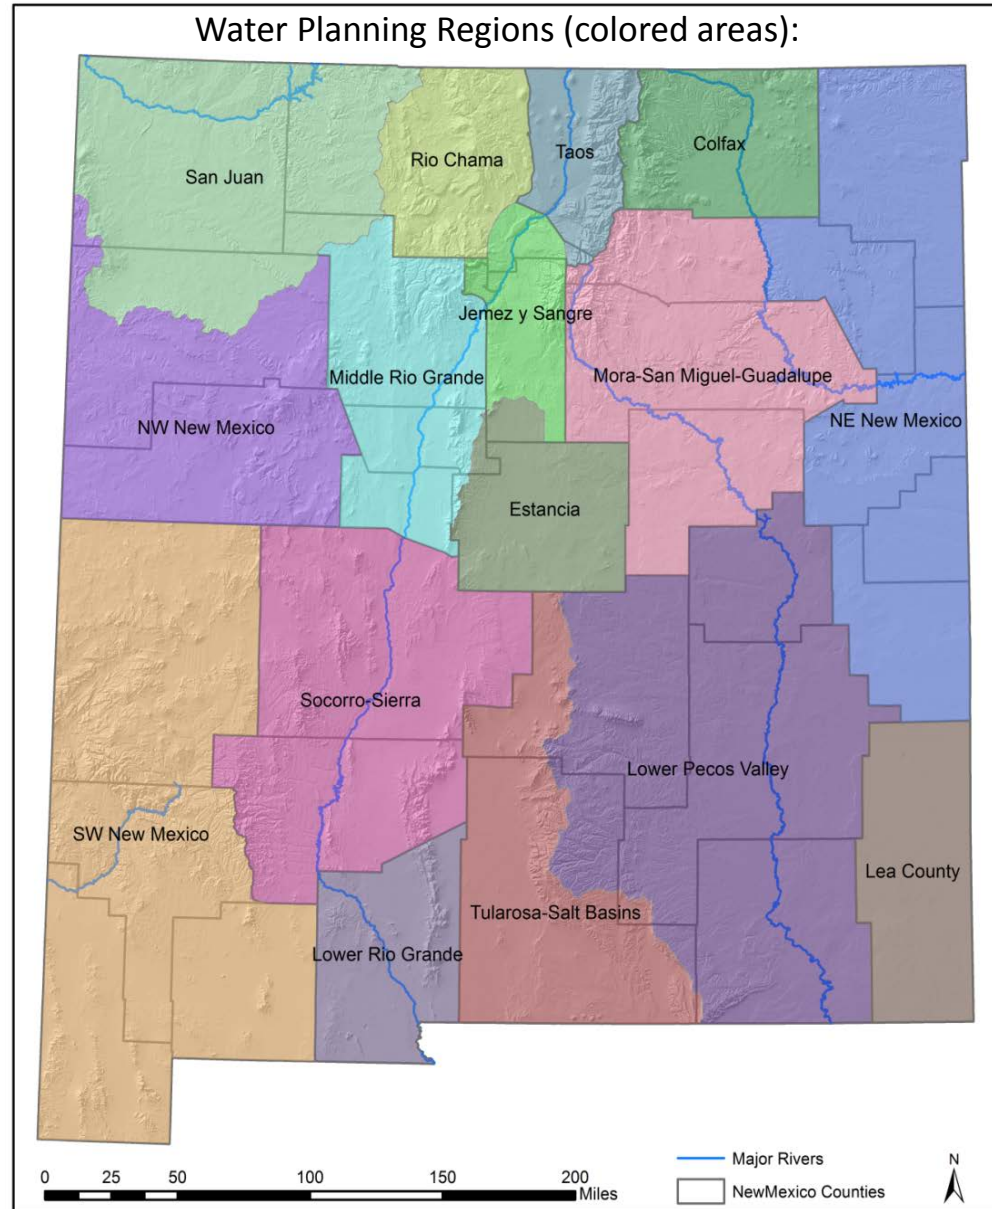 Water Planning Regions (colored areas):
San Juan
Rio Chama
Taos
Colfax
Jemez y Sangre
Middle Rio Grande
Mora-San Miguel-Guadalupe
NW New Mexico
NE New Mexico
Estancia
Socorro-Sierra
Lower Pecos Valley
SW New Mexico
Lea County
Tularosa-Salt Basins
Lower Rio Grande
0 25 50 100 150 200
Miles
Major Rivers
NewMexico Counties
N